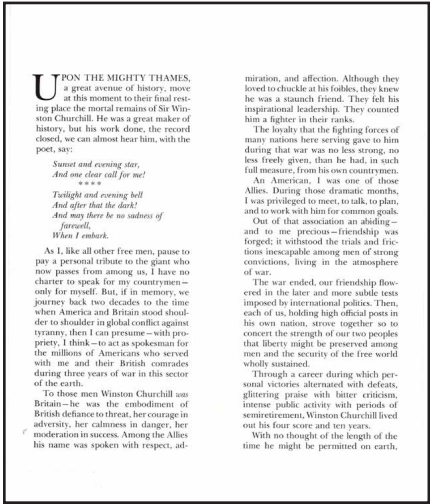 UPON THE MIGHTY THAMES,
a great avenue of history, move
at this moment to their final rest-
ing place the mortal remains of Sir Win-
ston Churchill. He was a great maker of
history, but his work done, the record
closed, we can almost hear him, with the
poet, say:
Sunset and evening star,
And one clear call for me!
* * * *
Twilight and evening bell
And after that the dark!
And may there be no sadness of
farewell,
When I embark.
As I, like all other free men, pause to
pay a personal tribute to the giant who
now passes from among us, I have no
charter to speak for my countrymen—
only for myself. But, if in memory, we
journey back two decades to the time
when America and Britain stood shoul-
der to shoulder in global conflict against
tyranny, then I can presume—with pro-
priety, I think—to act as spokesman for
the millions of Americans who served
with me and their British comrades
during three years of war in this sector
of the earth.
To those men Winston Churchill was
Britain—he was the embodiment of
British defiance to threat, her courage in
adversity, her calmness in danger, her
moderation in success. Among the Allies
his name was spoken with respect, ad-
miration, and affection. Although they
loved to chuckle at his foibles, they knew
he was a staunch friend. They felt his
inspirational leadership. They counted
him a fighter in their ranks.
The loyalty that the fighting forces of
many nations here serving gave to him
during that war was no less strong, no
less freely given, than he had, in such
full measure, from his own countrymen.
An American, I was one of those
Allies. During those dramatic months,
I was privileged to meet, to talk, to plan,
and to work with him for common goals.
Out of that association an abiding—
and to me precious—friendship was
forged; it withstood the trials and fric-
tions inescapable among men of strong
convictions, living in the atmosphere
of war.
The war ended, our friendship flow-
ered in the later and more subtle tests
imposed by international politics. Then,
each of us, holding high official posts in
his own nation, strove together so to
concert the strength of our two peoples
that liberty might be preserved among
men and the security of the free world
wholly sustained.
Through a career during which per-
sonal victories alternated with defeats,
glittering praise with bitter criticism,
intense public activity with periods of
semiretirement, Winston Churchill lived
out his four score and ten years.
With no thought of the length of the
time he might be permitted on earth,